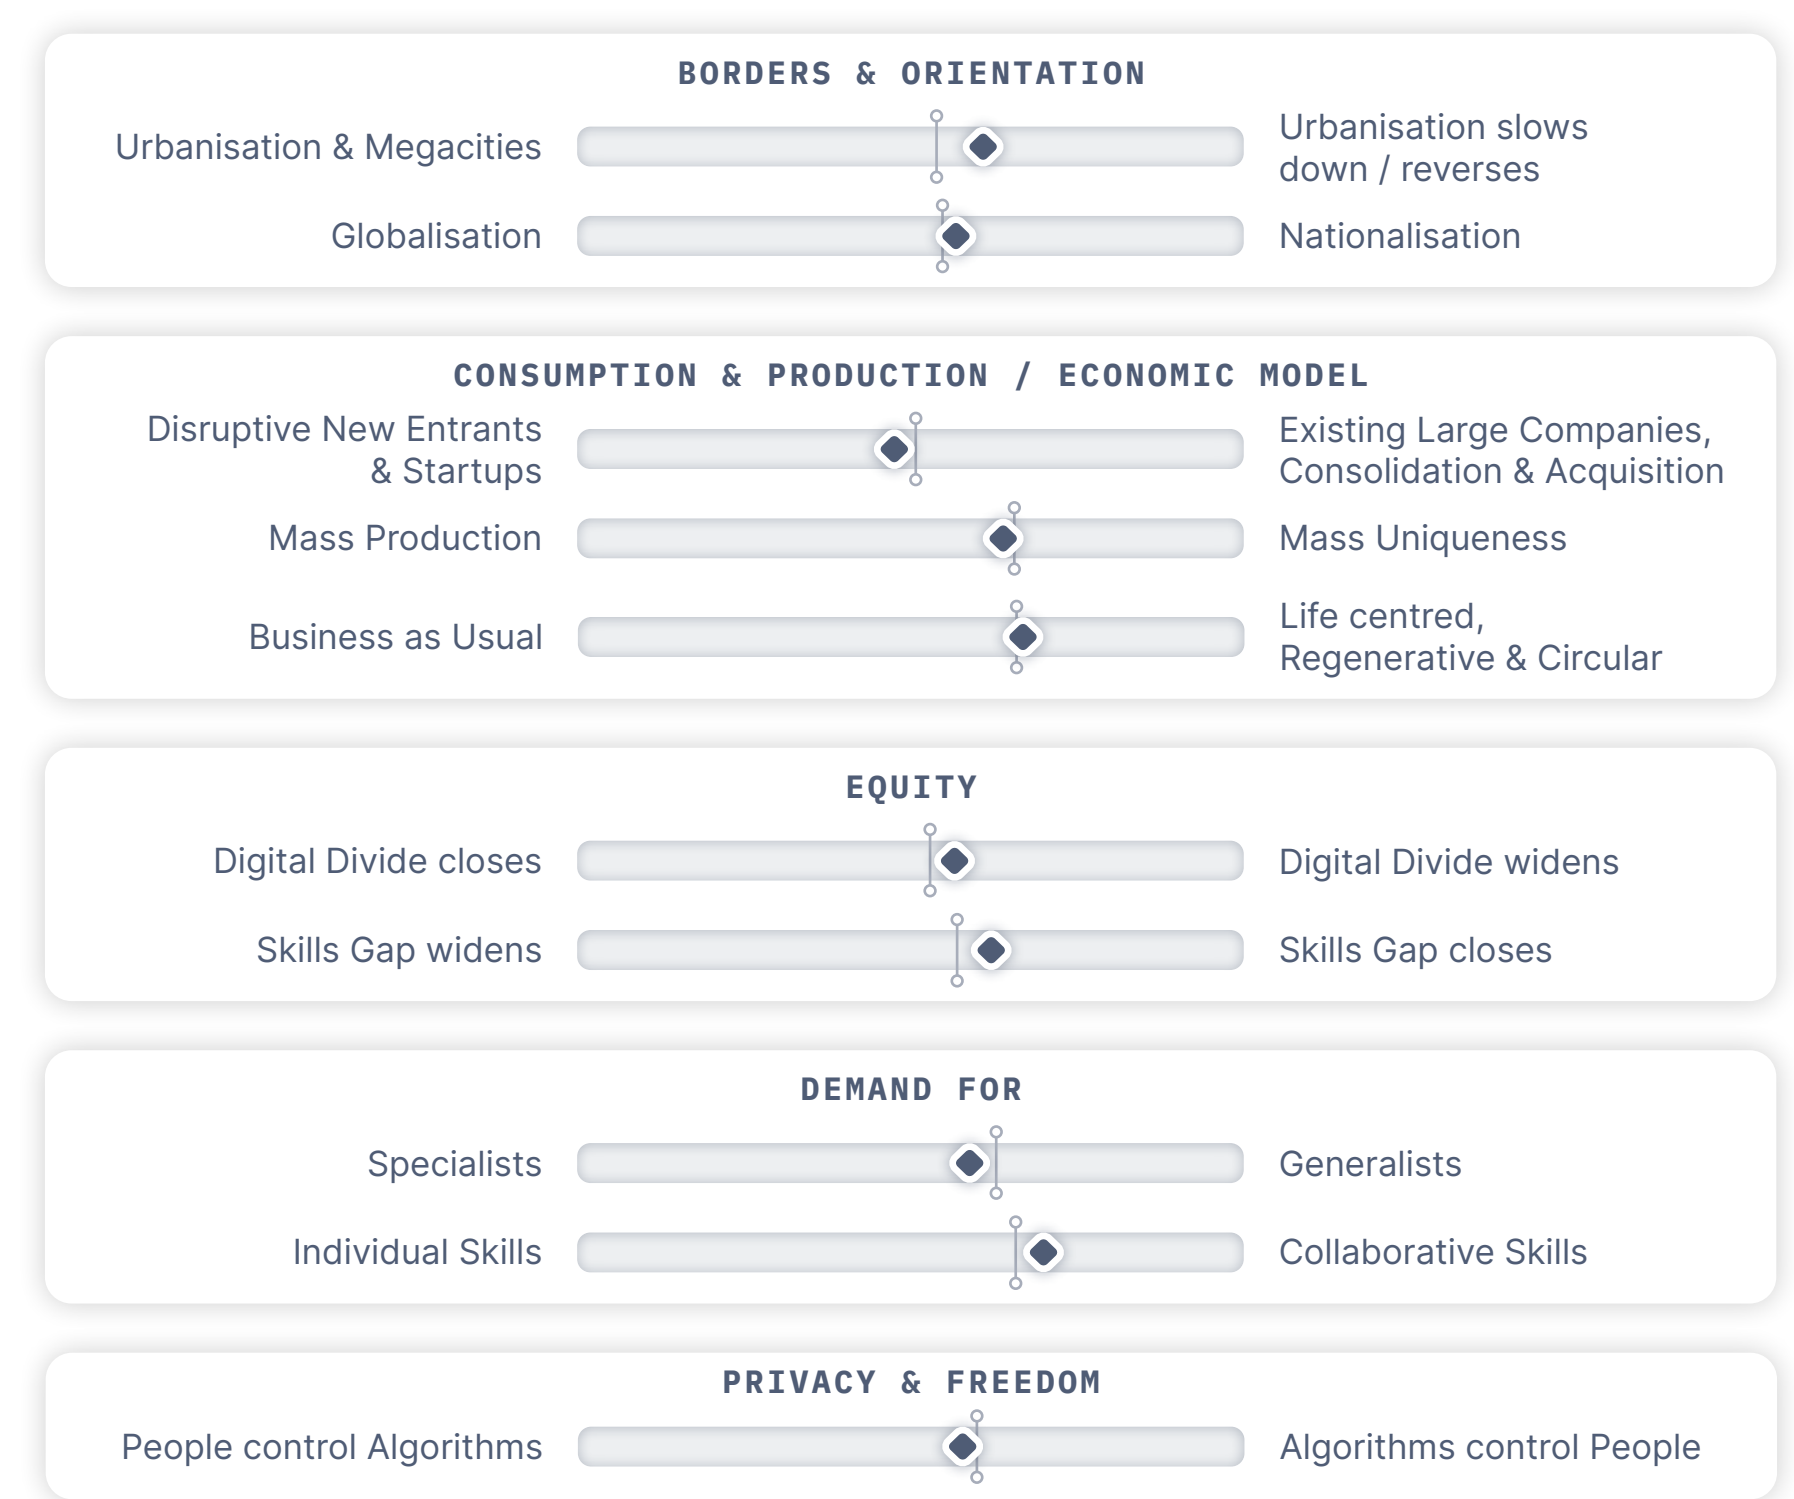 BORDERS & ORIENTATION
Urbanisation & Megacities
Urbanisation slows
down / reverses
Globalisation
Nationalisation
CONSUMPTION & PRODUCTION / ECONOMIC MODEL
Disruptive New Entrants
& Startups
Existing Large Companies,
Consolidation & Acquisition
Mass Production
Mass Uniqueness
Business as Usual
Life centred,
Regenerative & Circular
EQUITY
Digital Divide closes
Digital Divide widens
Skills Gap widens
Skills Gap closes
DEMAND FOR
Specialists
Generalists
Individual Skills
Collaborative Skills
PRIVACY & FREEDOM
People control Algorithms
Algorithms control People